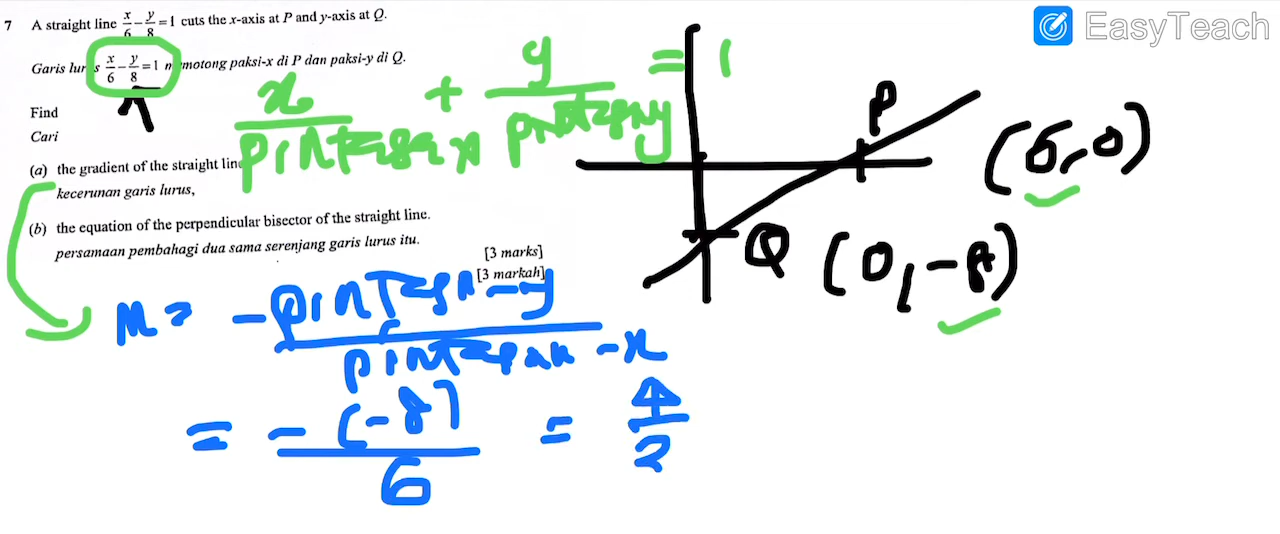 7 A straight line x/6 - y/8 = 1 cuts the x-axis at P and y-axis at Q.
EasyTeach
Garis lur s x/6 - y/8 = 1 m motong paksi-x di P dan paksi-y di Q.
x/pintasan x + y/pintasan y = 1
Find
Cari
(a) the gradient of the straight line
kecerunan garis lurus,
P (6, 0)
(b) the equation of the perpendicular bisector of the straight line.
persamaan pembahagi dua sama serenjang garis lurus itu.
Q (0, -8)
[3 marks]
[3 markah]
M = -pintasan-y/pintasan-x
= -(-8)/6 = 4/2